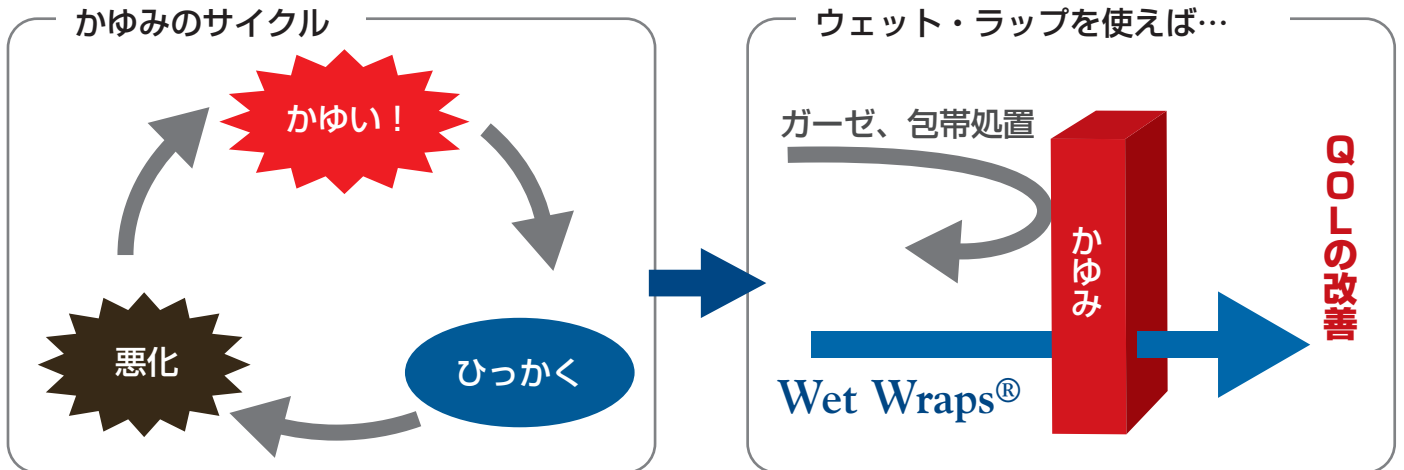 かゆみのサイクル
かゆい！
ひっかく
悪化
ウェット・ラップを使えば…
ガーゼ、包帯処置
かゆみ
QOLの改善
Wet Wraps®